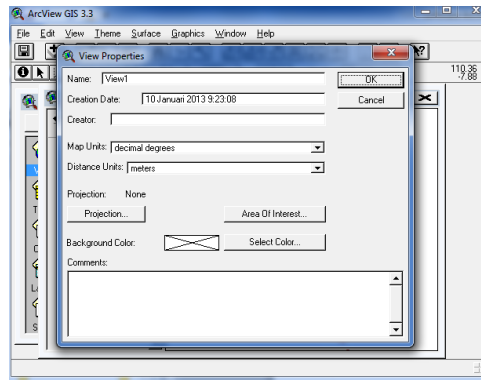 ArcView GIS 3.3
File Edit View Theme Surface Graphics Window Help
110.36
-7.88
View Properties
Name: View1
OK
Creation Date: 10 Januari 2013 9:23:08
Cancel
Creator:
Map Units: decimal degrees
Distance Units: meters
Projection: None
Projection... Area Of Interest...
Background Color: Select Color...
Comments: